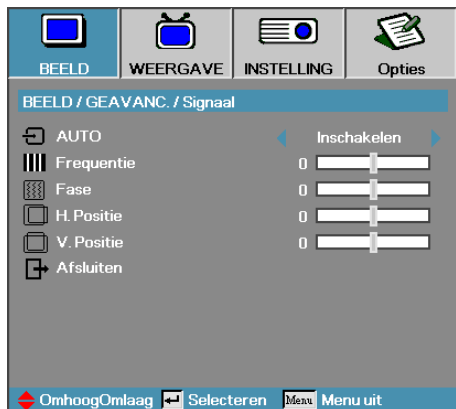 BEELD WEERGAVE INSTELLING Opties
BEELD / GEAVANC. / Signaal
AUTO Inschakelen
Frequentie 0
Fase 0
H. Positie 0
V. Positie 0
Afsluiten
OmhoogOmlaag Selecteren Menu Menu uit